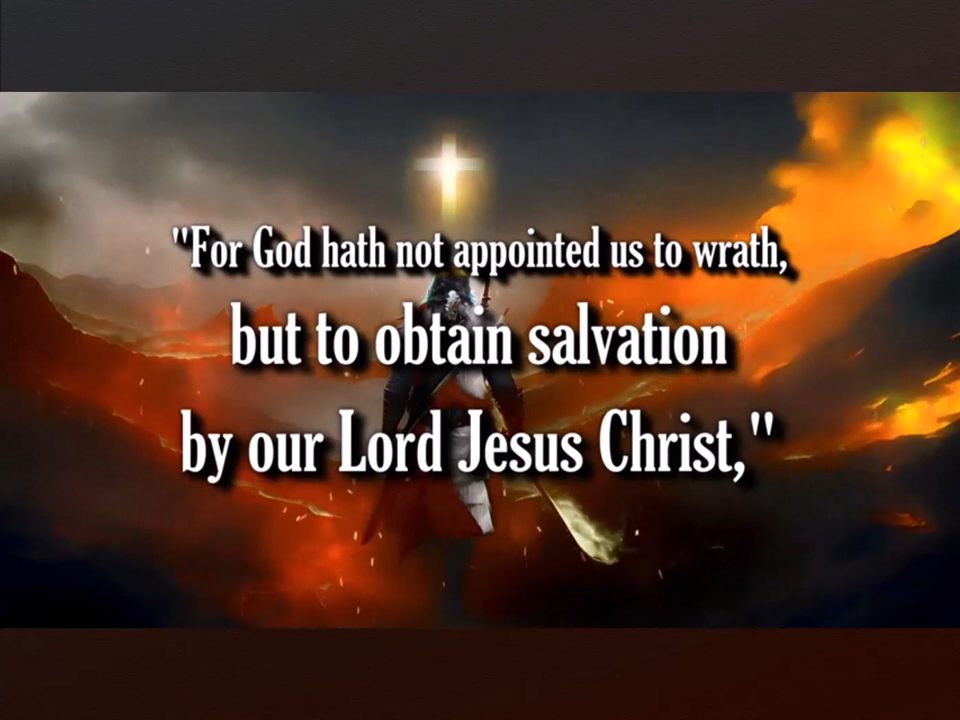 "For God hath not appointed us to wrath,
but to obtain salvation
by our Lord Jesus Christ,"